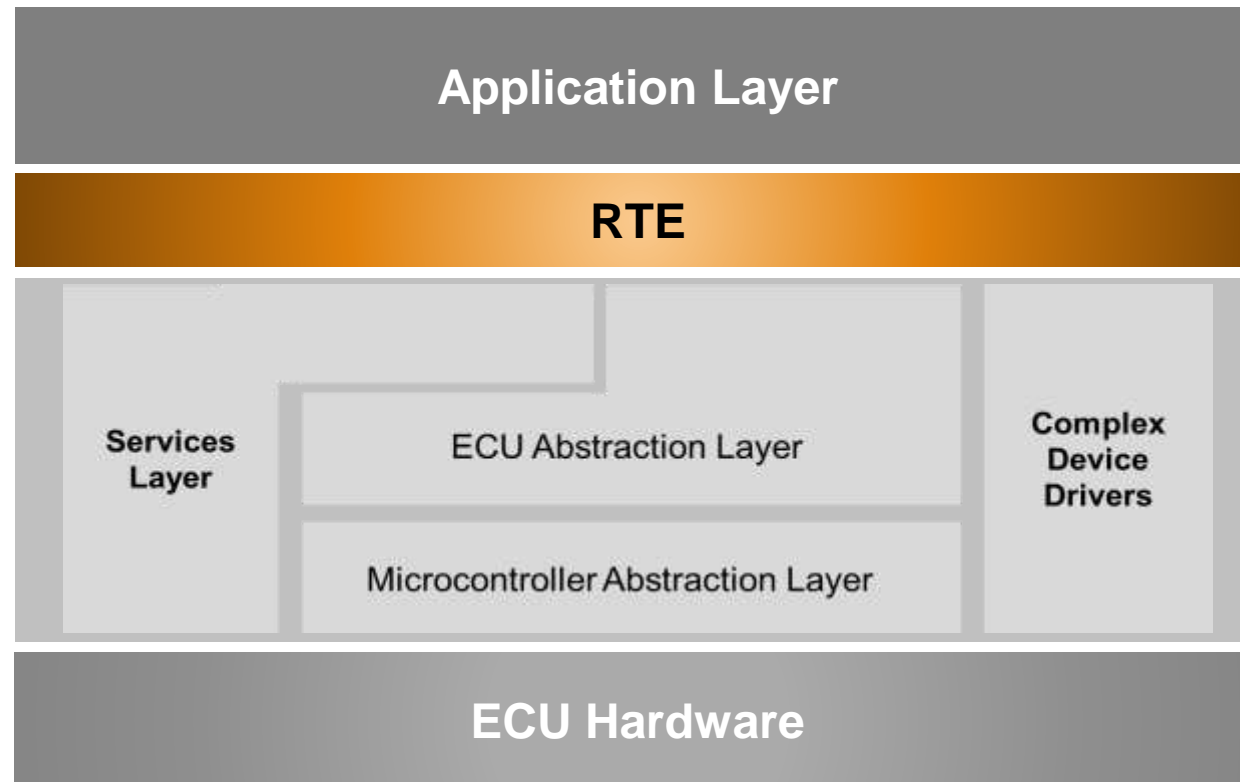 Application Layer
RTE
Services
Layer
ECU Abstraction Layer
Microcontroller Abstraction Layer
Complex
Device
Drivers
ECU Hardware